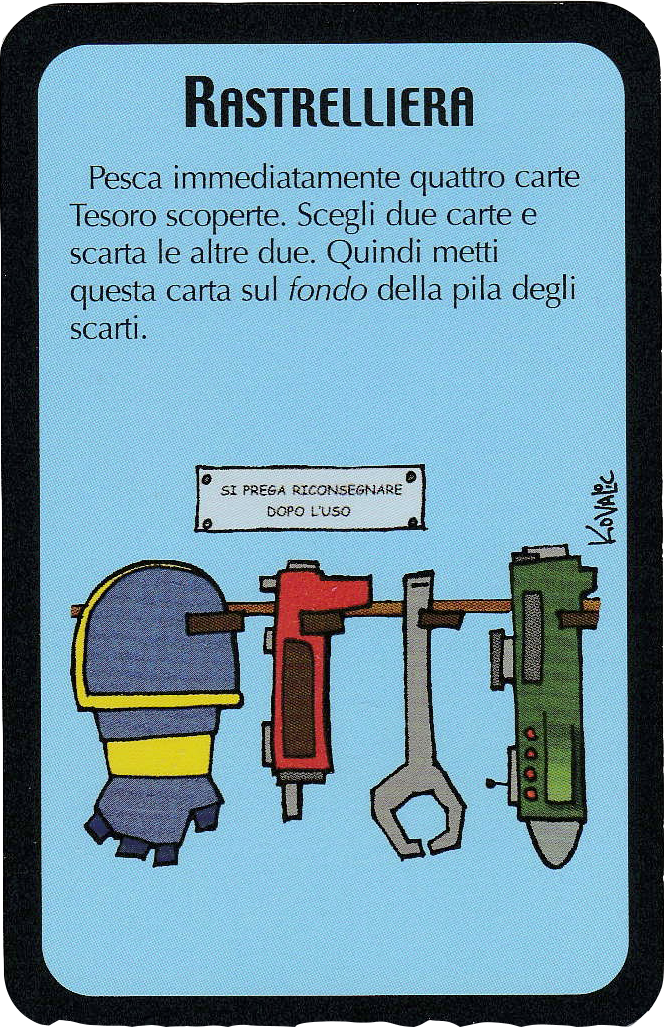 RASTRELLIERA
Pesca immediatamente quattro carte
Tesoro scoperte. Scegli due carte e
scarta le altre due. Quindi metti
questa carta sul fondo della pila degli
scarti.
SI PREGA RICONSEGNARE
DOPO L'USO
KOVALIC